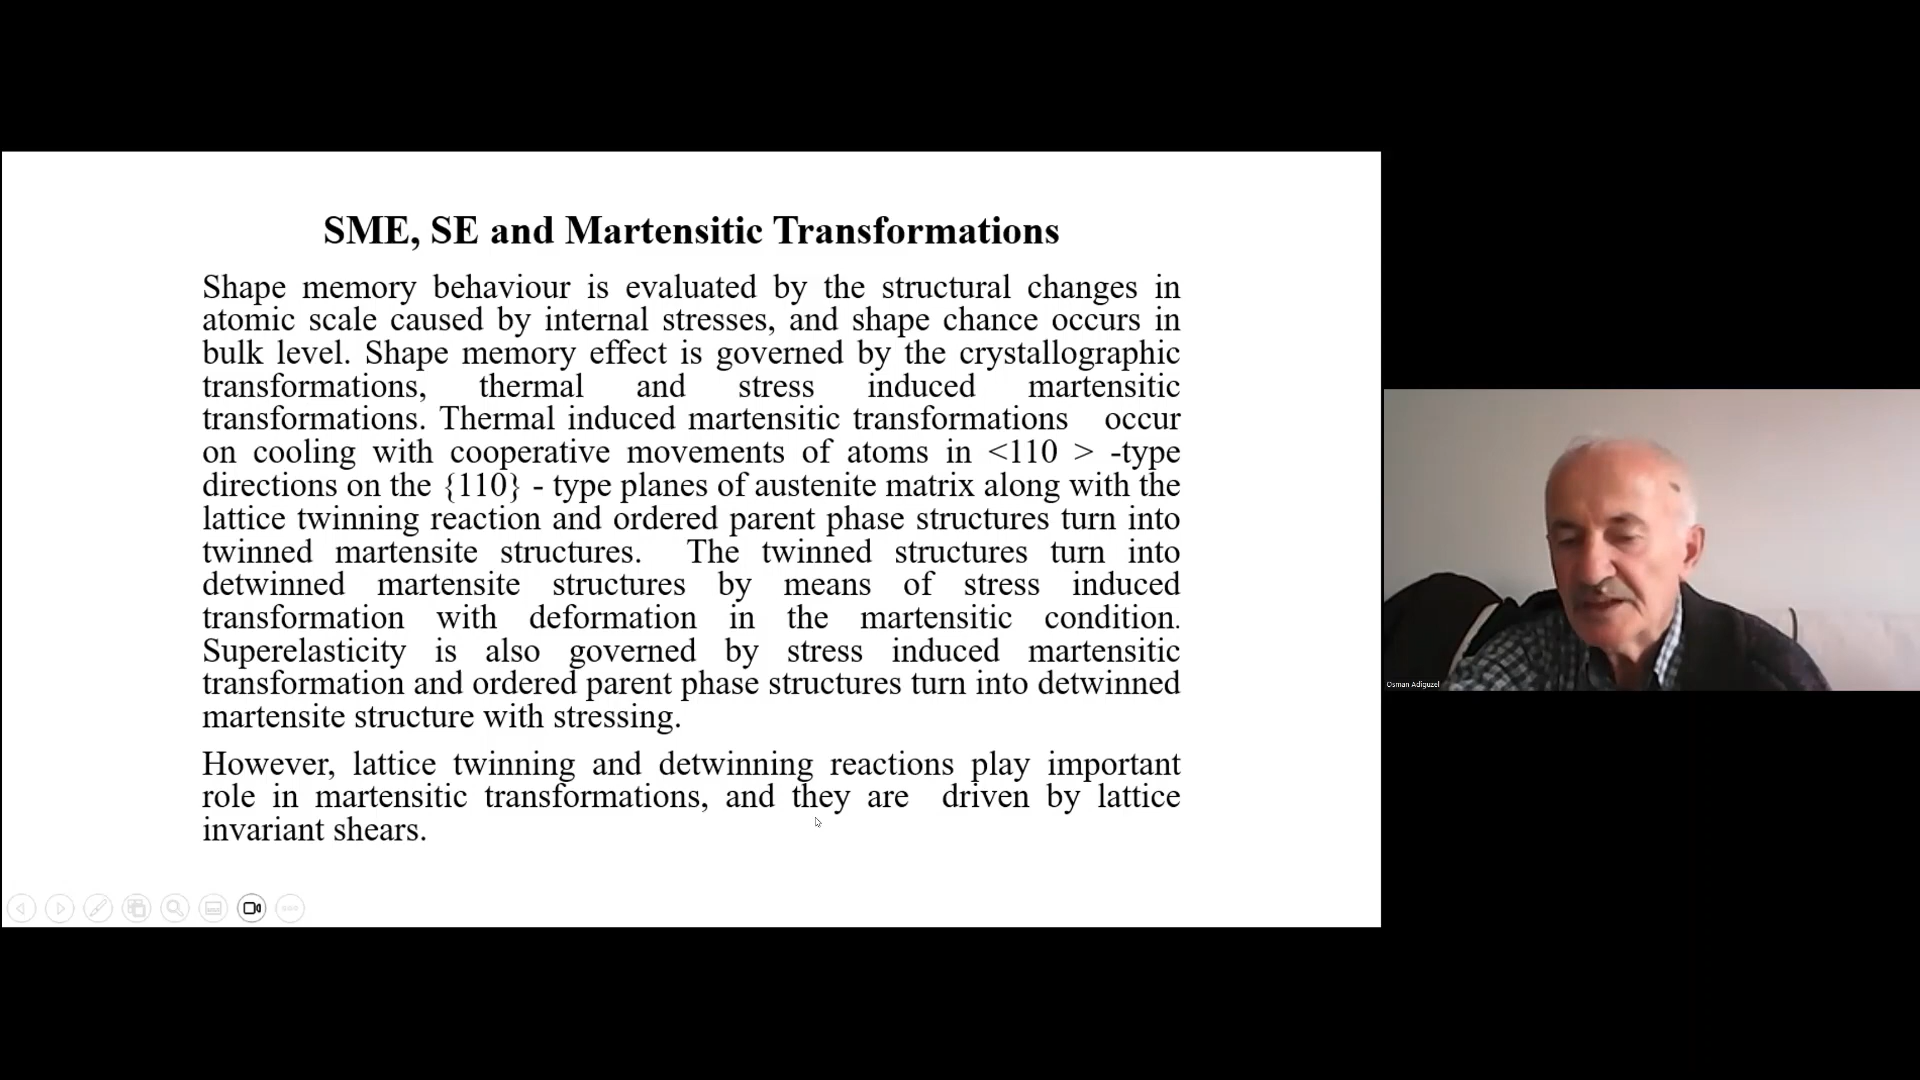 SME, SE and Martensitic Transformations
Shape memory behaviour is evaluated by the structural changes in
atomic scale caused by internal stresses, and shape chance occurs in
bulk level. Shape memory effect is governed by the crystallographic
transformations, thermal and stress induced martensitic
transformations. Thermal induced martensitic transformations occur
on cooling with cooperative movements of atoms in <110 > -type
directions on the {110} - type planes of austenite matrix along with the
lattice twinning reaction and ordered parent phase structures turn into
twinned martensite structures. The twinned structures turn into
detwinned martensite structures by means of stress induced
transformation with deformation in the martensitic condition.
Superelasticity is also governed by stress induced martensitic
transformation and ordered parent phase structures turn into detwinned
martensite structure with stressing.
However, lattice twinning and detwinning reactions play important
role in martensitic transformations, and they are driven by lattice
invariant shears.
Osman Adiguzel